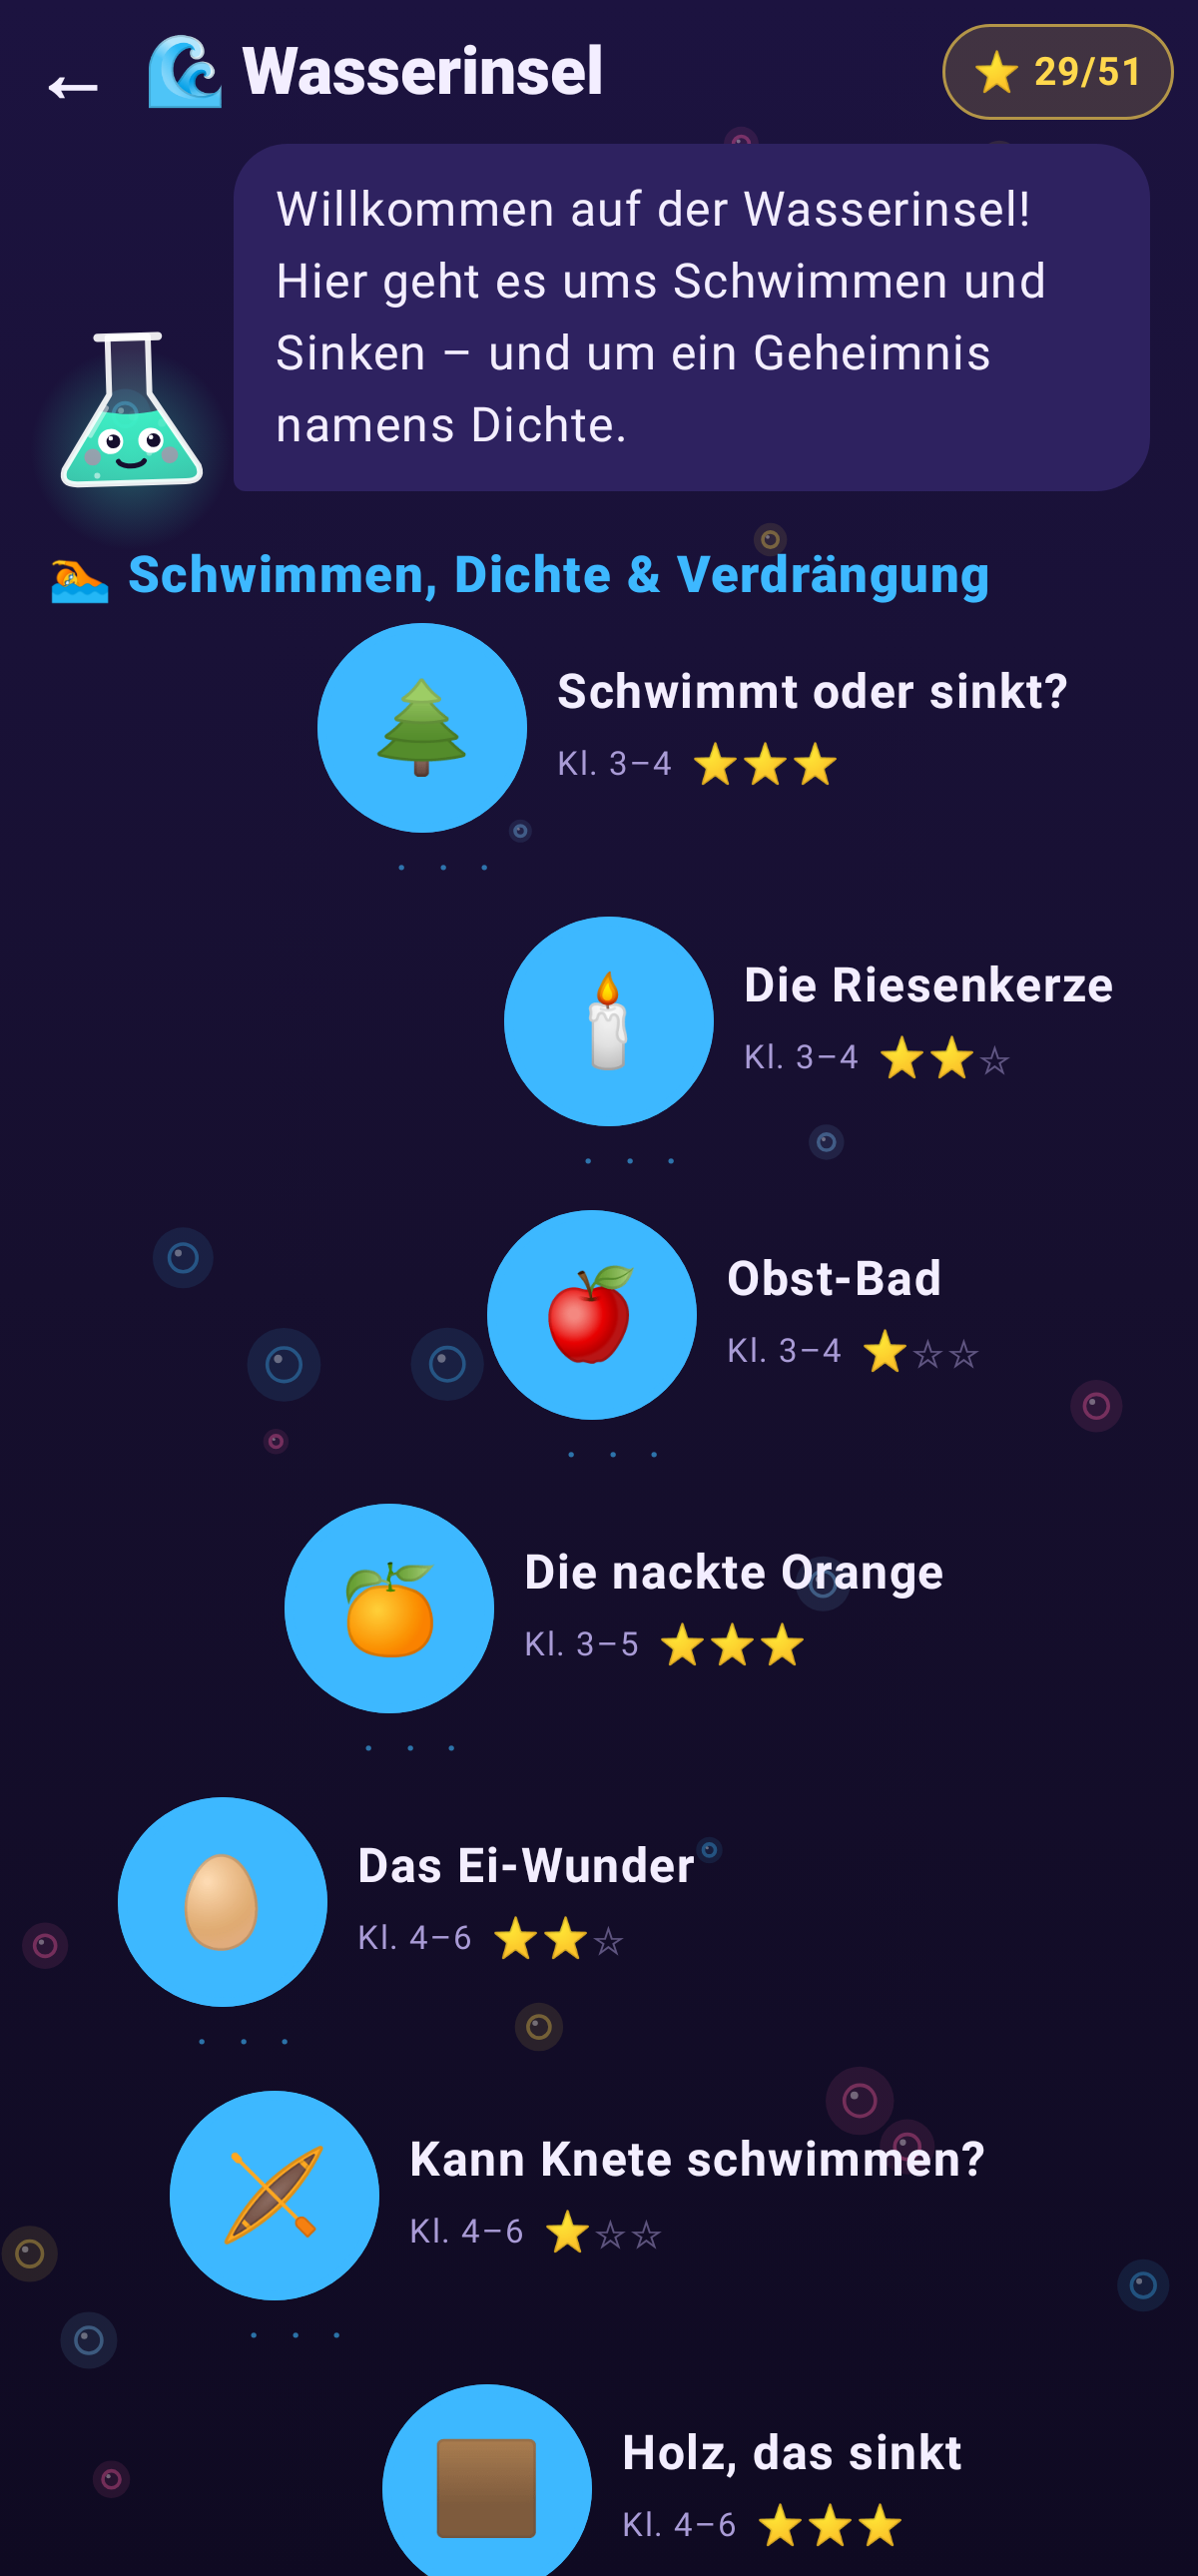 ← 🌊 Wasserinsel ⭐ 29/51
Willkommen auf der Wasserinsel!
Hier geht es ums Schwimmen und
Sinken – und um ein Geheimnis
namens Dichte.
🏊 Schwimmen, Dichte & Verdrängung
Schwimmt oder sinkt?
Kl. 3–4 ⭐⭐⭐
Die Riesenkerze
Kl. 3–4 ⭐⭐☆
Obst-Bad
Kl. 3–4 ⭐☆☆
Die nackte Orange
Kl. 3–5 ⭐⭐⭐
Das Ei-Wunder
Kl. 4–6 ⭐⭐☆
Kann Knete schwimmen?
Kl. 4–6 ⭐☆☆
Holz, das sinkt
Kl. 4–6 ⭐⭐⭐